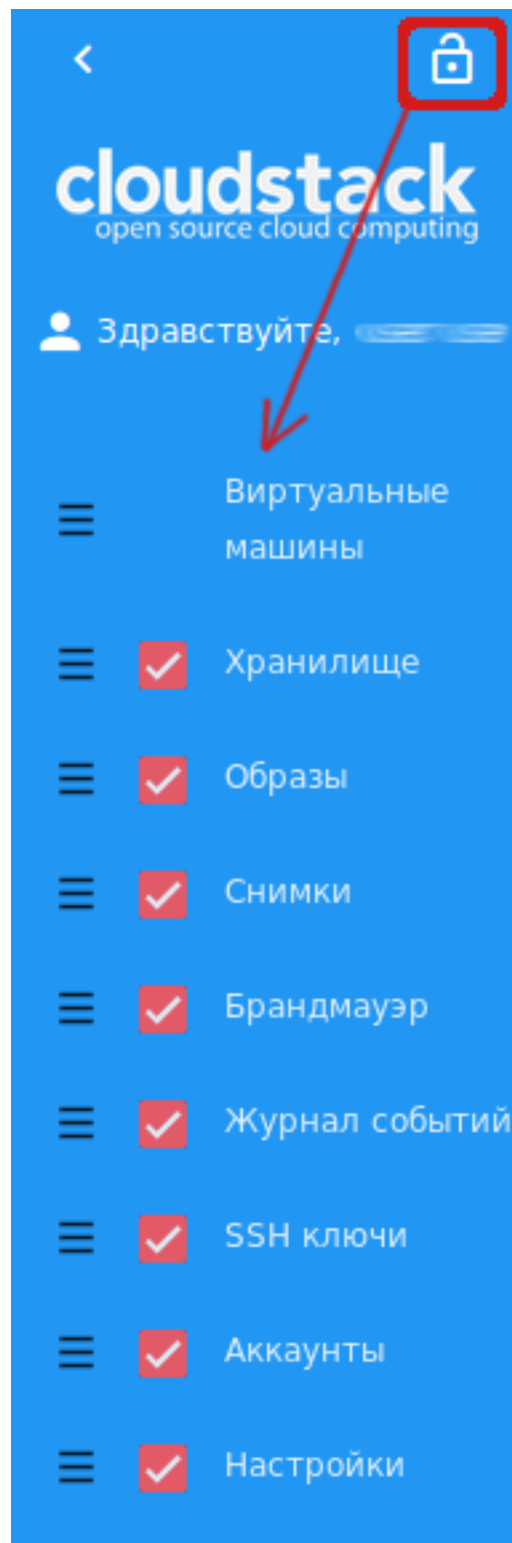 cloudstack
open source cloud computing
Здравствуйте,
Виртуальные
машины
Хранилище
Образы
Снимки
Брандмауэр
Журнал событий
SSH ключи
Аккаунты
Настройки